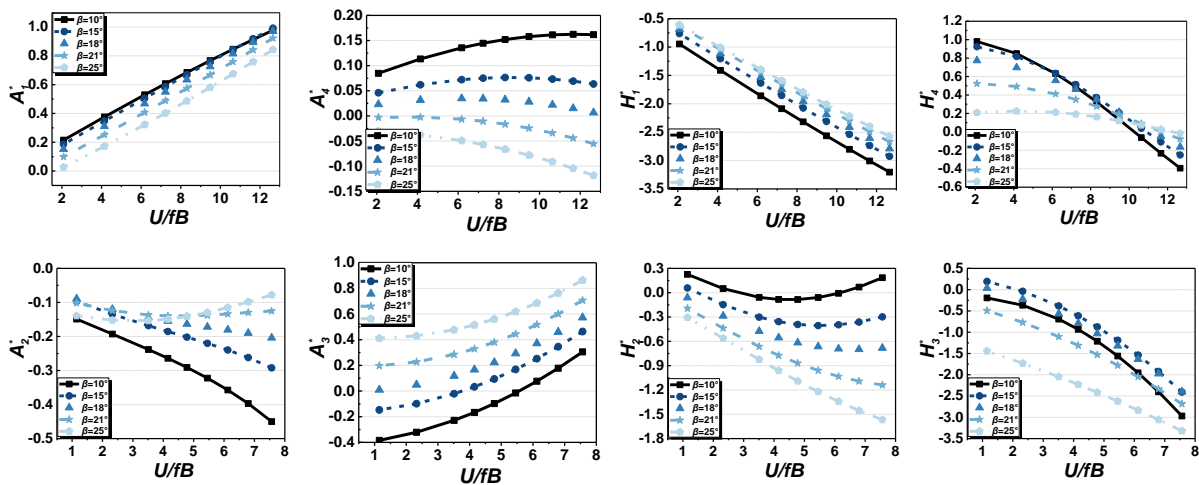 A₁*
1.0
0.8
0.6
0.4
0.2
0.0
β=10°
β=15°
β=18°
β=21°
β=25°
2 4 6 8 10 12
U/fB
A₄*
0.20
0.15
0.10
0.05
0.00
-0.05
-0.10
-0.15
β=10°
β=15°
β=18°
β=21°
β=25°
2 4 6 8 10 12
U/fB
H₁*
-0.5
-1.0
-1.5
-2.0
-2.5
-3.0
-3.5
β=10°
β=15°
β=18°
β=21°
β=25°
2 4 6 8 10 12
U/fB
H₄*
1.4
1.2
1.0
0.8
0.6
0.4
0.2
0.0
-0.2
-0.4
-0.6
β=10°
β=15°
β=18°
β=21°
β=25°
2 4 6 8 10 12
U/fB
A₂*
0.0
-0.1
-0.2
-0.3
-0.4
-0.5
β=10°
β=15°
β=18°
β=21°
β=25°
1 2 3 4 5 6 7 8
U/fB
A₃*
1.0
0.8
0.6
0.4
0.2
0.0
-0.2
-0.4
β=10°
β=15°
β=18°
β=21°
β=25°
1 2 3 4 5 6 7 8
U/fB
H₂*
0.3
0.0
-0.3
-0.6
-0.9
-1.2
-1.5
-1.8
β=10°
β=15°
β=18°
β=21°
β=25°
1 2 3 4 5 6 7 8
U/fB
H₃*
0.5
0.0
-0.5
-1.0
-1.5
-2.0
-2.5
-3.0
-3.5
β=10°
β=15°
β=18°
β=21°
β=25°
1 2 3 4 5 6 7 8
U/fB